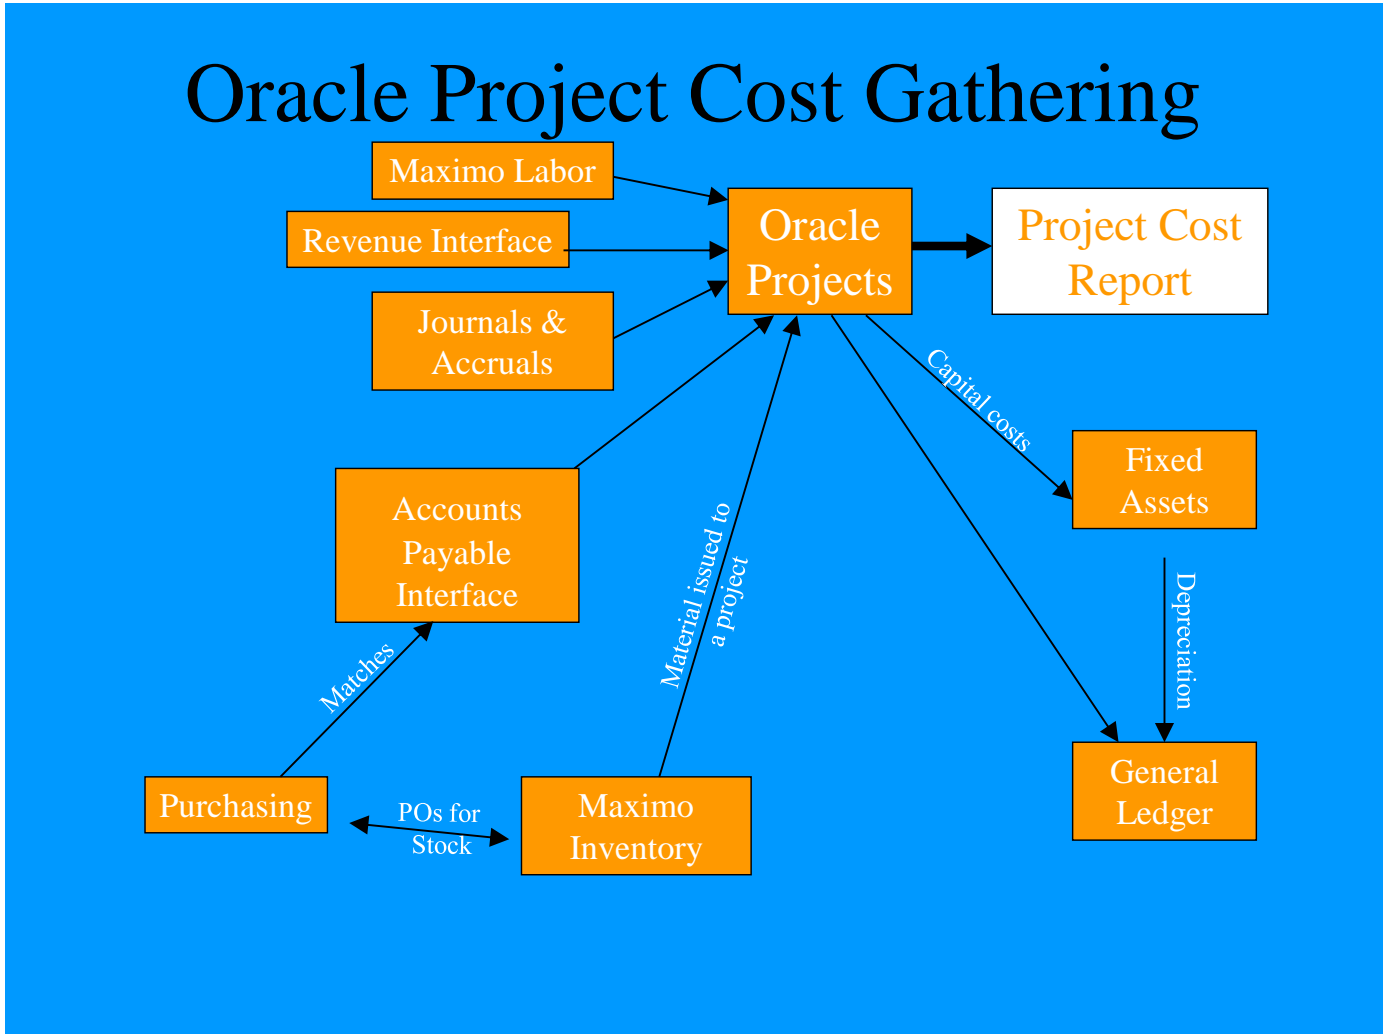 Oracle Project Cost Gathering
Maximo Labor
Revenue Interface
Journals &
Accruals
Oracle
Projects
Project Cost
Report
Capital costs
Fixed
Assets
Accounts
Payable
Interface
Material issued to
a project
Depreciation
Matches
Purchasing
POs for
Stock
Maximo
Inventory
General
Ledger